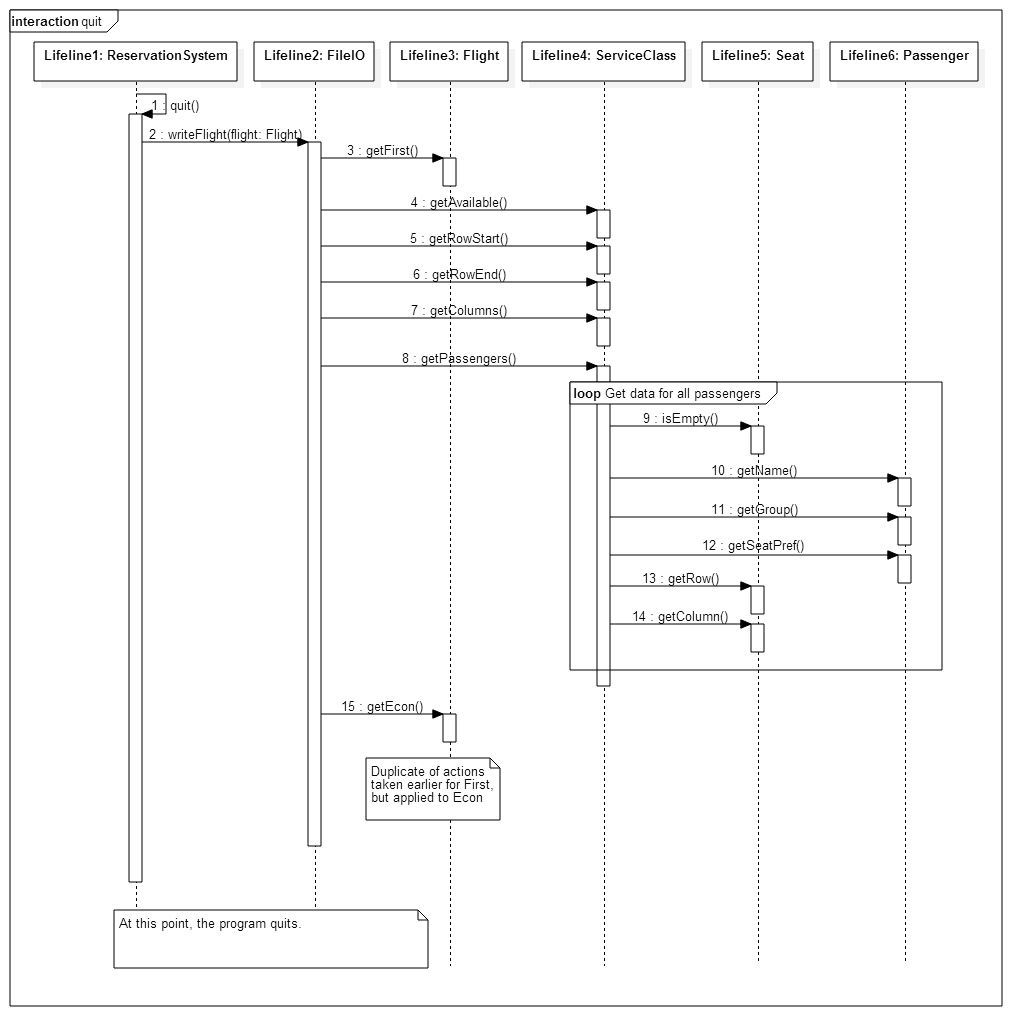 interaction quit
Lifeline1: ReservationSystem
Lifeline2: FileIO
Lifeline3: Flight
Lifeline4: ServiceClass
Lifeline5: Seat
Lifeline6: Passenger
1 : quit()
2 : writeFlight(flight: Flight)
3 : getFirst()
4 : getAvailable()
5 : getRowStart()
6 : getRowEnd()
7 : getColumns()
8 : getPassengers()
loop Get data for all passengers
9 : isEmpty()
10 : getName()
11 : getGroup()
12 : getSeatPref()
13 : getRow()
14 : getColumn()
15 : getEcon()
Duplicate of actions
taken earlier for First,
but applied to Econ
At this point, the program quits.